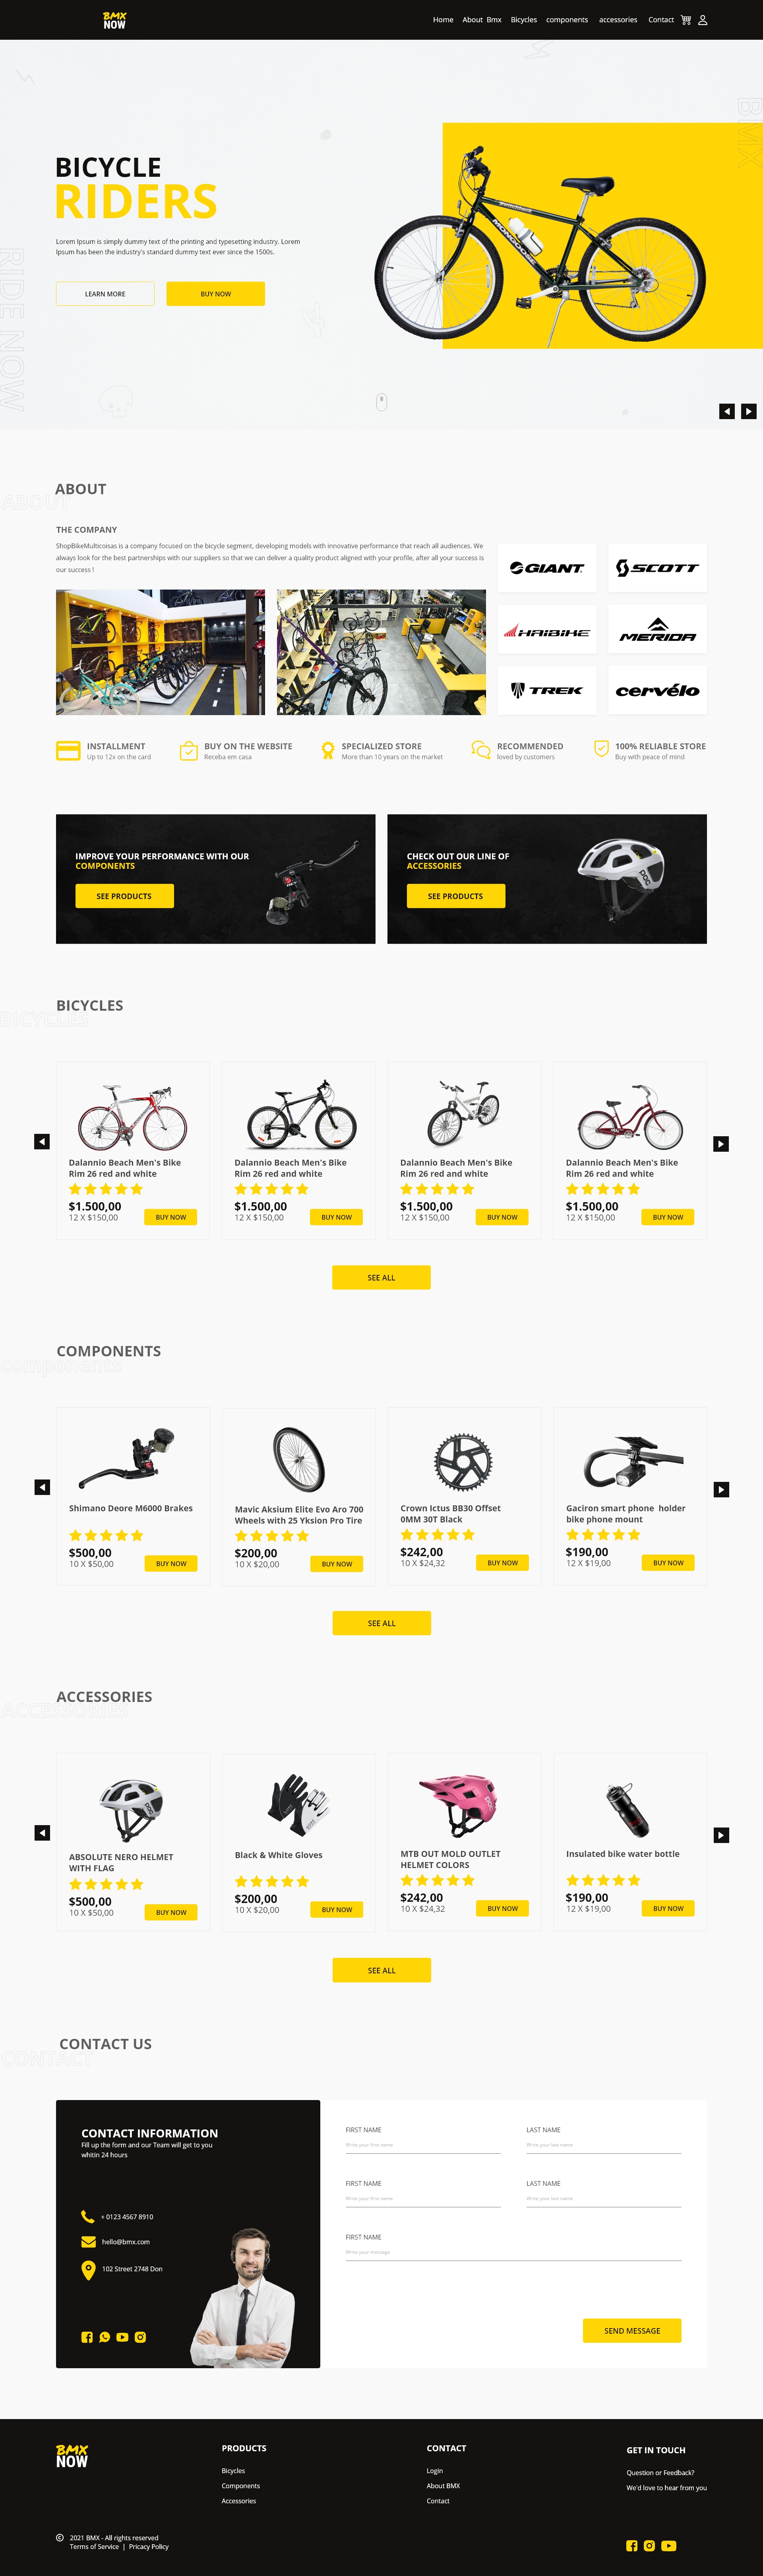 BMX
NOW
Home About Bmx Bicycles components accessories Contact
BMX
BICYCLE
RIDERS
Lorem Ipsum is simply dummy text of the printing and typesetting industry. Lorem
Ipsum has been the industry's standard dummy text ever since the 1500s.
LEARN MORE
BUY NOW
RIDE NOW
MONGOOSE
ABOUT
ABOUT
THE COMPANY
ShopBikeMulticoisas is a company focused on the bicycle segment, developing models with innovative performance that reach all audiences. We
always look for the best partnerships with our suppliers so that we can deliver a quality product aligned with your profile, after all your success is
our success !
GIANT
SCOTT
HAIBIKE
MERIDA
TREK
cervélo
INSTALLMENT
Up to 12x on the card
BUY ON THE WEBSITE
Receba em casa
SPECIALIZED STORE
More than 10 years on the market
RECOMMENDED
loved by customers
100% RELIABLE STORE
Buy with peace of mind
IMPROVE YOUR PERFORMANCE WITH OUR
COMPONENTS
SEE PRODUCTS
CHECK OUT OUR LINE OF
ACCESSORIES
SEE PRODUCTS
POC
BICYCLES
BICYCLES
Dalannio Beach Men's Bike
Rim 26 red and white
$1.500,00
12 X $150,00
BUY NOW
Dalannio Beach Men's Bike
Rim 26 red and white
$1.500,00
12 X $150,00
BUY NOW
Dalannio Beach Men's Bike
Rim 26 red and white
$1.500,00
12 X $150,00
BUY NOW
Dalannio Beach Men's Bike
Rim 26 red and white
$1.500,00
12 X $150,00
BUY NOW
SEE ALL
COMPONENTS
components
Shimano Deore M6000 Brakes
$500,00
10 X $50,00
BUY NOW
Mavic Aksium Elite Evo Aro 700
Wheels with 25 Yksion Pro Tire
$200,00
10 X $20,00
BUY NOW
Crown Ictus BB30 Offset
0MM 30T Black
$242,00
10 X $24,32
BUY NOW
Gaciron smart phone holder
bike phone mount
$190,00
12 X $19,00
BUY NOW
SEE ALL
ACCESSORIES
ACCESSORIES
ABSOLUTE NERO HELMET
WITH FLAG
$500,00
10 X $50,00
BUY NOW
Black & White Gloves
$200,00
10 X $20,00
BUY NOW
MTB OUT MOLD OUTLET
HELMET COLORS
$242,00
10 X $24,32
BUY NOW
Insulated bike water bottle
$190,00
12 X $19,00
BUY NOW
SEE ALL
CONTACT US
CONTACT
CONTACT INFORMATION
Fill up the form and our Team will get to you
whitin 24 hours
+ 0123 4567 8910
hello@bmx.com
102 Street 2748 Don
FIRST NAME
Write your first name
LAST NAME
Write your last name
FIRST NAME
Write your first name
LAST NAME
Write your last name
FIRST NAME
Write your message
SEND MESSAGE
BMX
NOW
PRODUCTS
Bicycles
Components
Accessories
CONTACT
Login
About BMX
Contact
GET IN TOUCH
Question or Feedback?
We'd love to hear from you
© 2021 BMX - All rights reserved
Terms of Service | Pricacy Policy